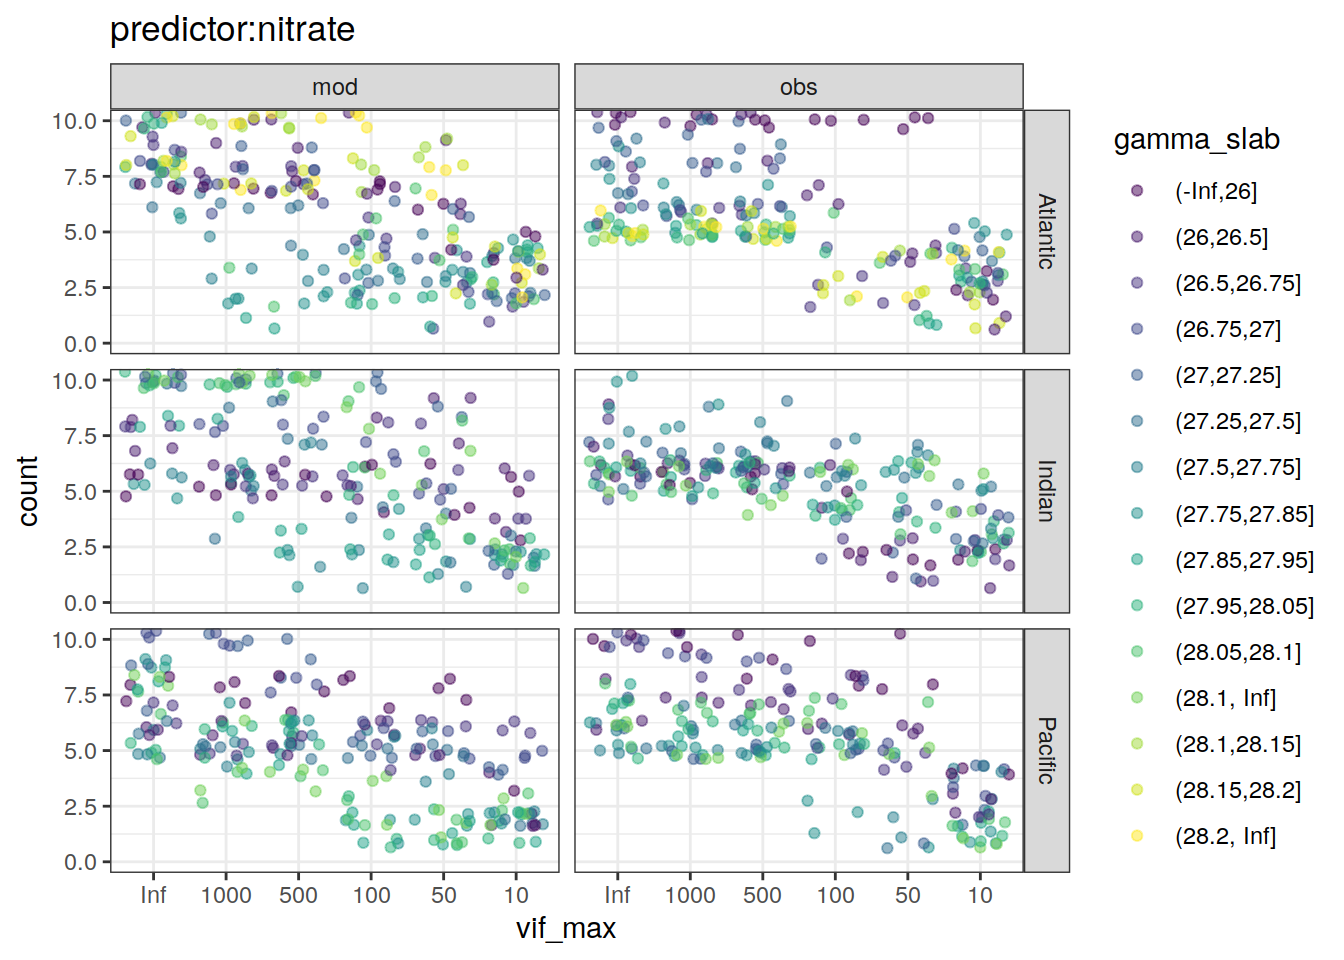 predictor:nitrate
mod
obs
10.0
7.5
5.0
2.5
0.0
Atlantic
10.0
7.5
5.0
2.5
0.0
Indian
10.0
7.5
5.0
2.5
0.0
Pacific
count
Inf 1000 500 100 50 10
Inf 1000 500 100 50 10
vif_max
gamma_slab
(-Inf,26]
(26,26.5]
(26.5,26.75]
(26.75,27]
(27,27.25]
(27.25,27.5]
(27.5,27.75]
(27.75,27.85]
(27.85,27.95]
(27.95,28.05]
(28.05,28.1]
(28.1, Inf]
(28.1,28.15]
(28.15,28.2]
(28.2, Inf]